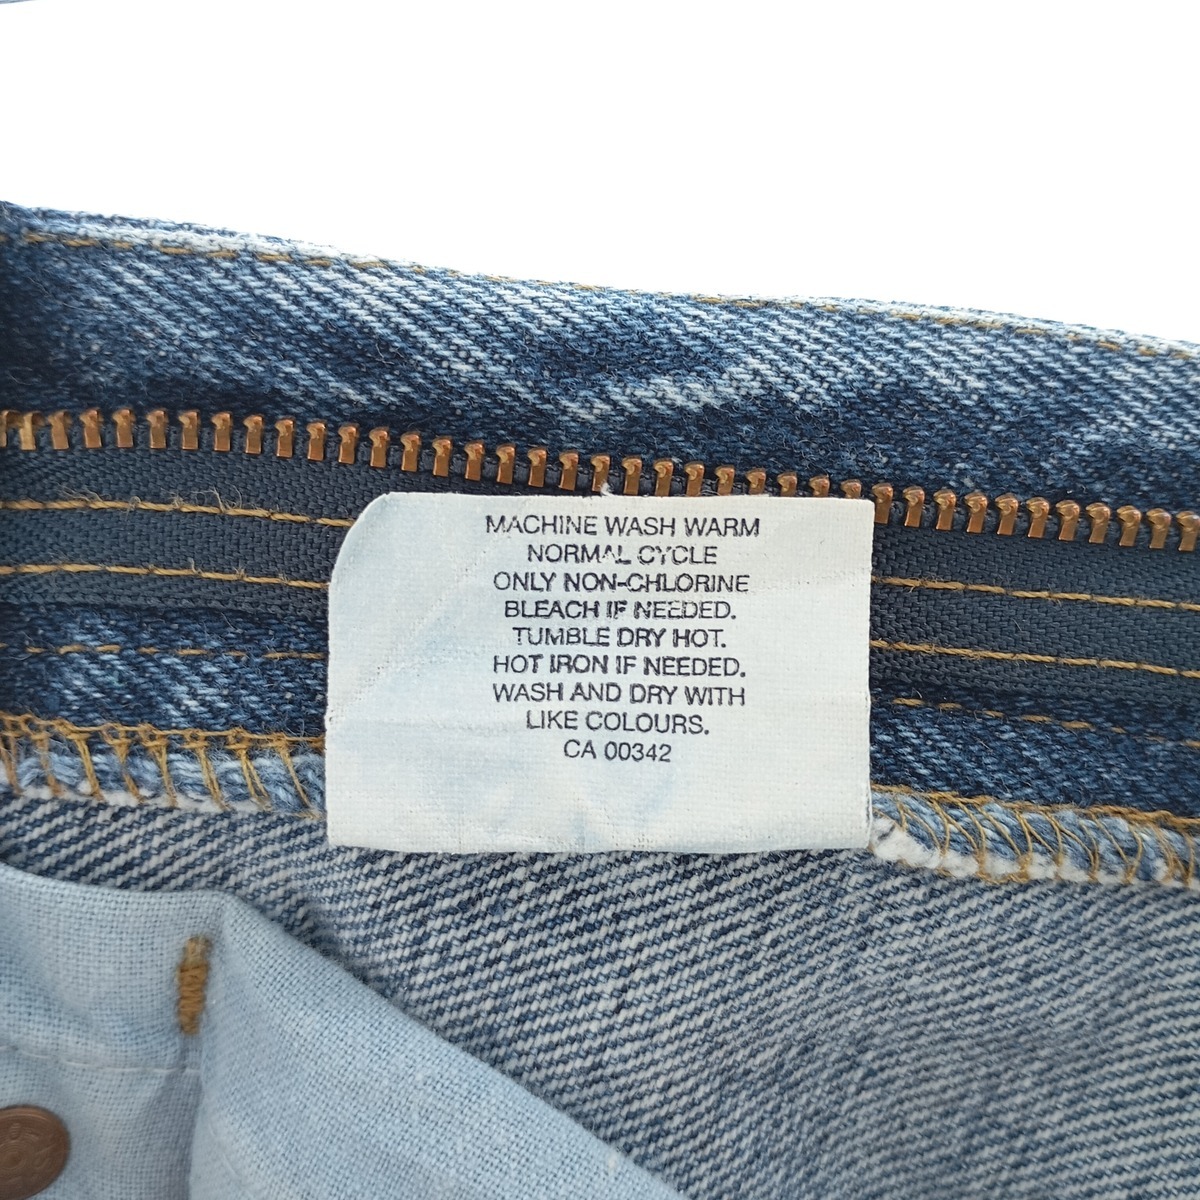 MACHINE WASH WARM
NORMAL CYCLE
ONLY NON-CHLORINE
BLEACH IF NEEDED.
TUMBLE DRY HOT.
HOT IRON IF NEEDED.
WASH AND DRY WITH
LIKE COLOURS.
CA 00342